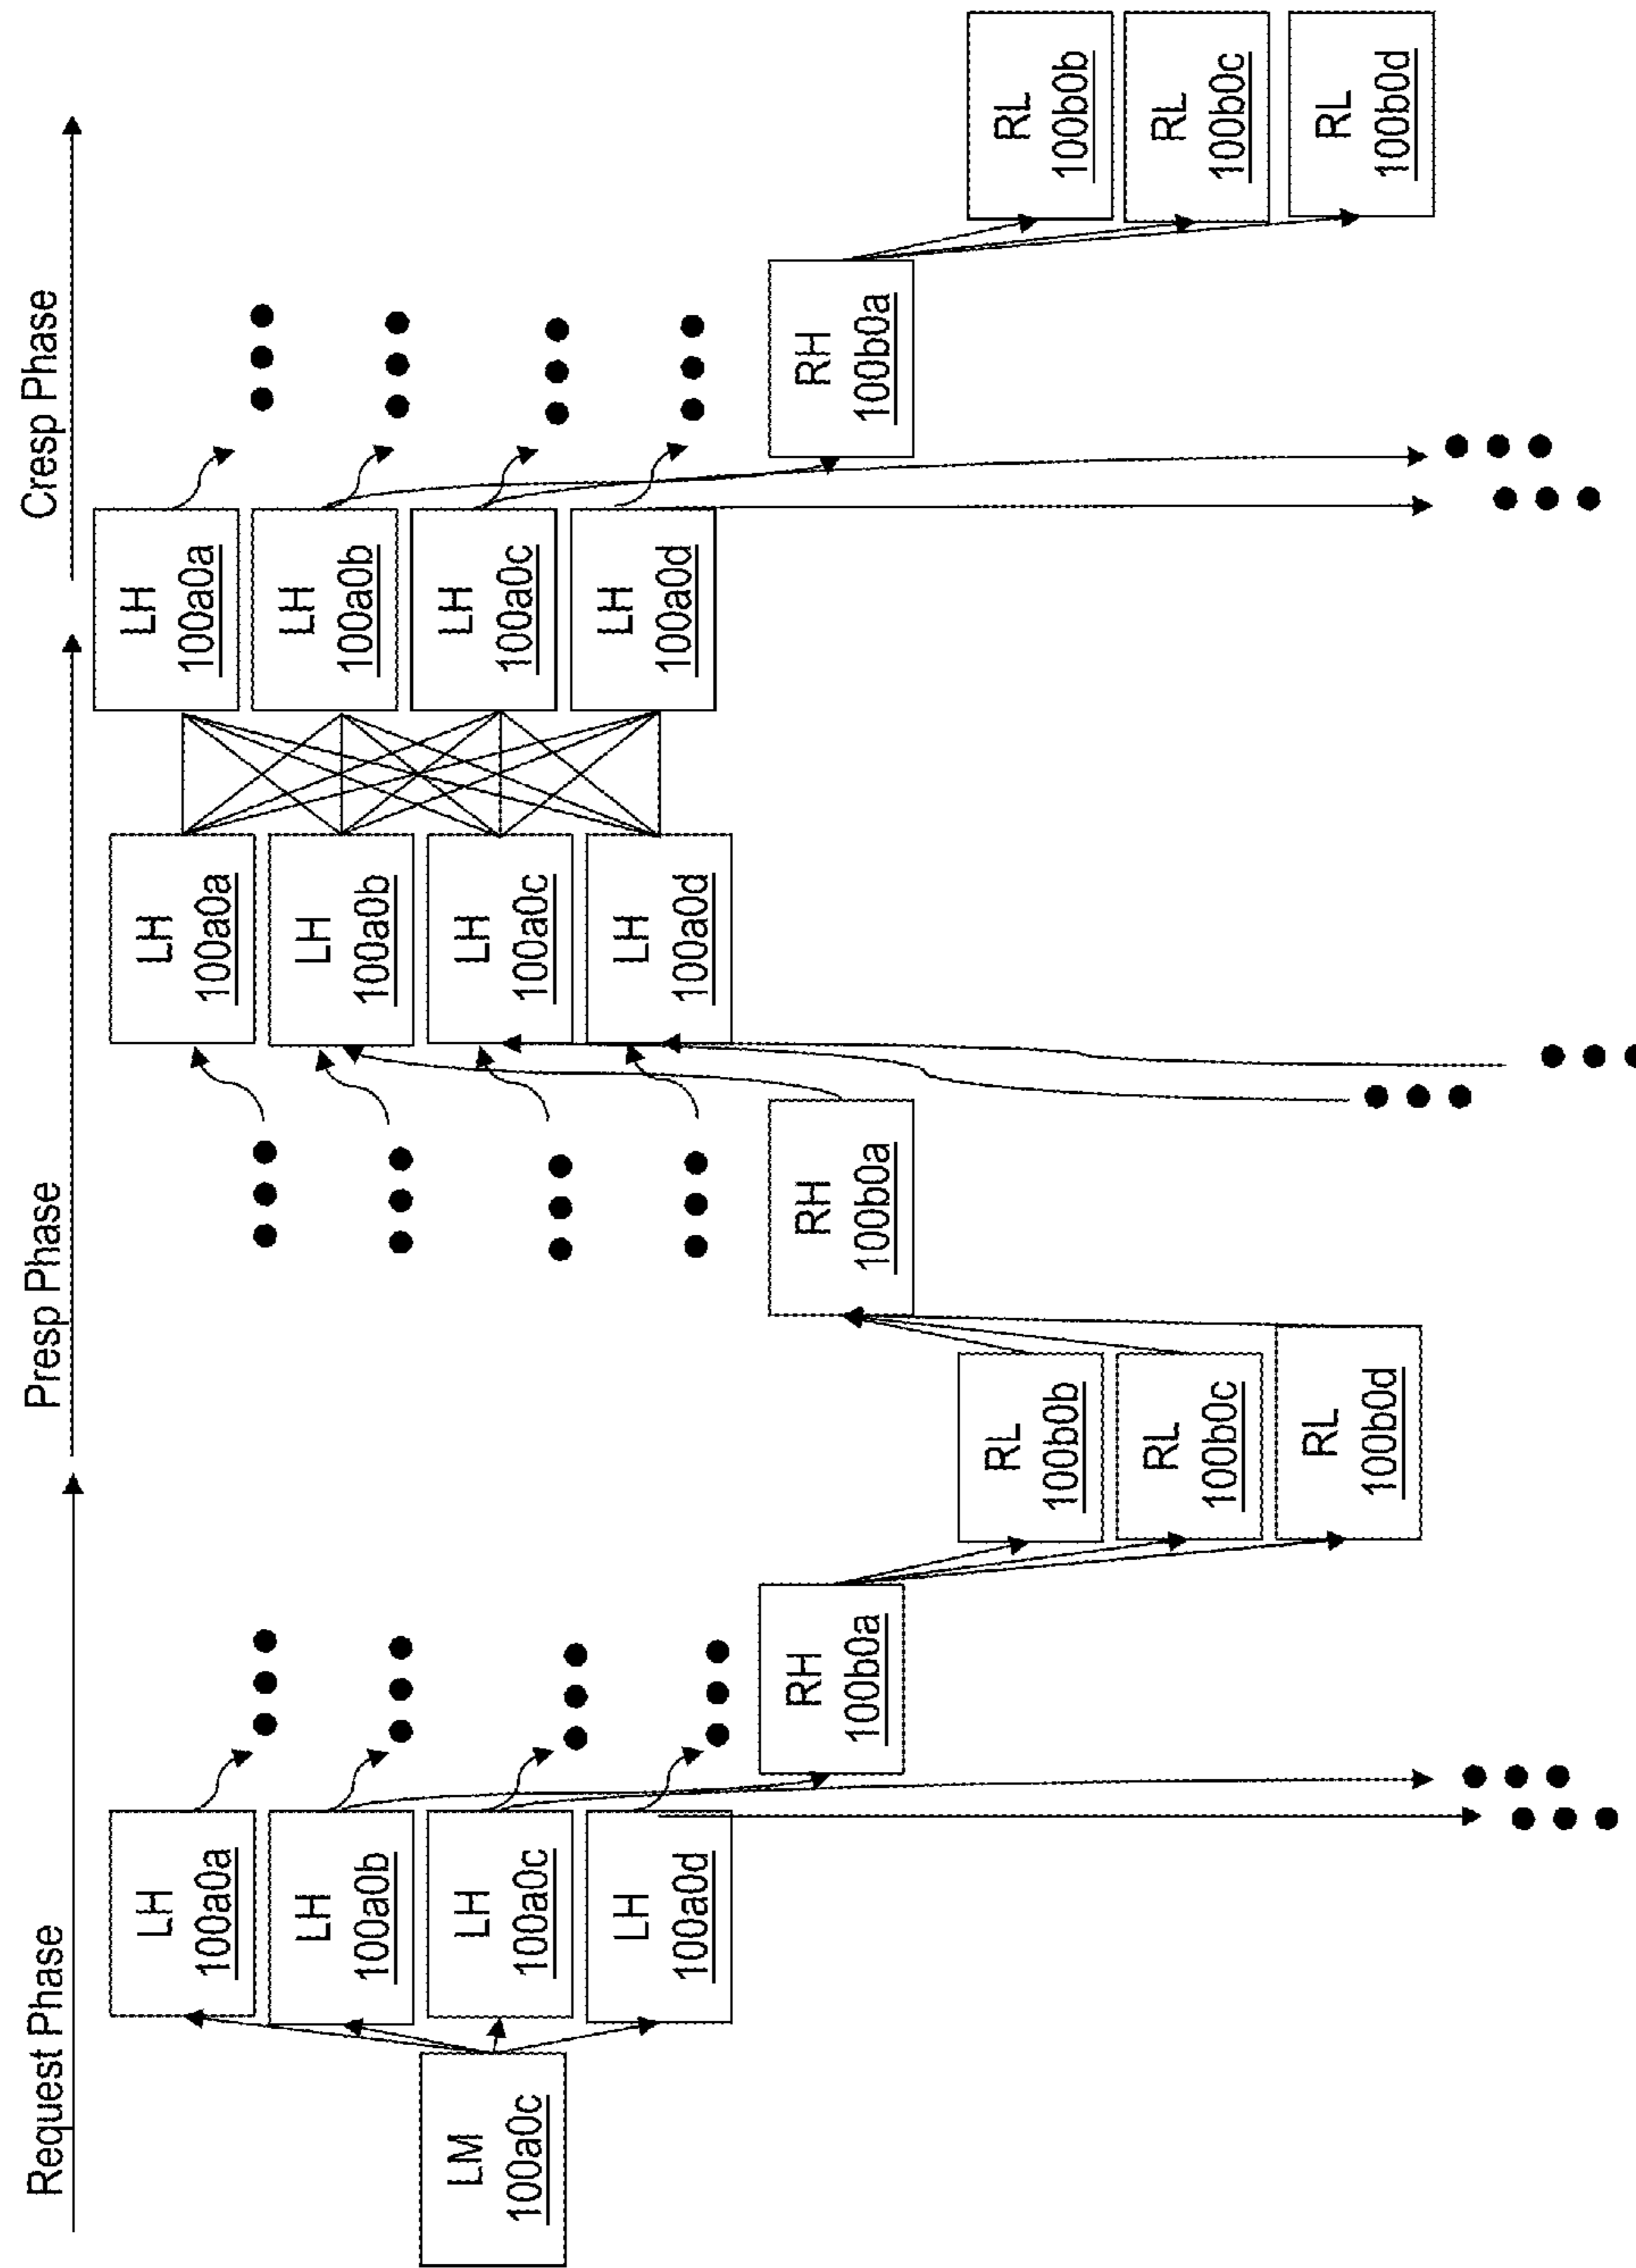 Request Phase
Presp Phase
Cresp Phase
LM
100a0c
LH
100a0a
LH
100a0b
LH
100a0c
LH
100a0d
RH
100b0a
RL
100b0b
RL
100b0c
RL
100b0d
RH
100b0a
LH
100a0a
LH
100a0b
LH
100a0c
LH
100a0d
LH
100a0a
LH
100a0b
LH
100a0c
LH
100a0d
RH
100b0a
RL
100b0b
RL
100b0c
RL
100b0d